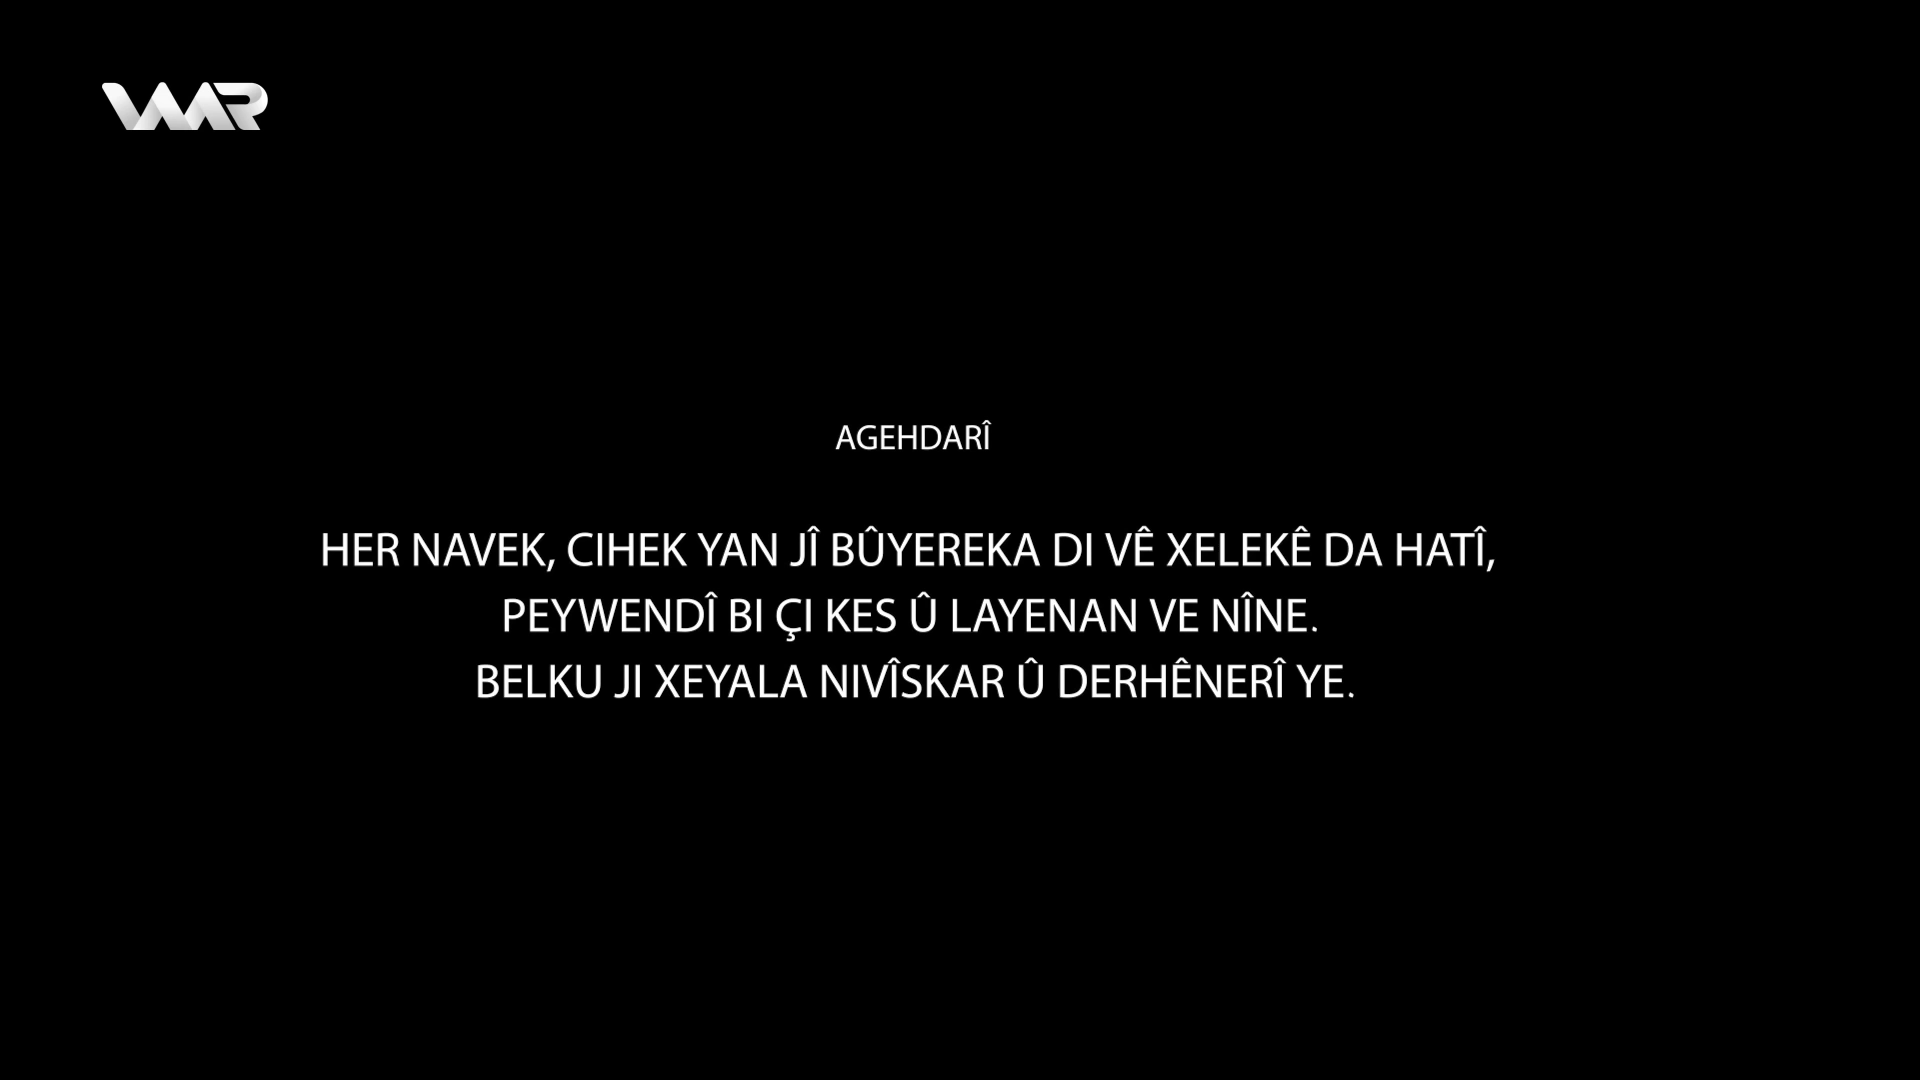 WAAR
AGEHDARÎ
HER NAVEK, CIHEK YAN JÎ BÛYEREKA DI VÊ XELEKÊ DA HATÎ,
PEYWENDÎ BI ÇI KES Û LAYENAN VE NÎNE.
BELKU JI XEYALA NIVÎSKAR Û DERHÊNERÎ YE.